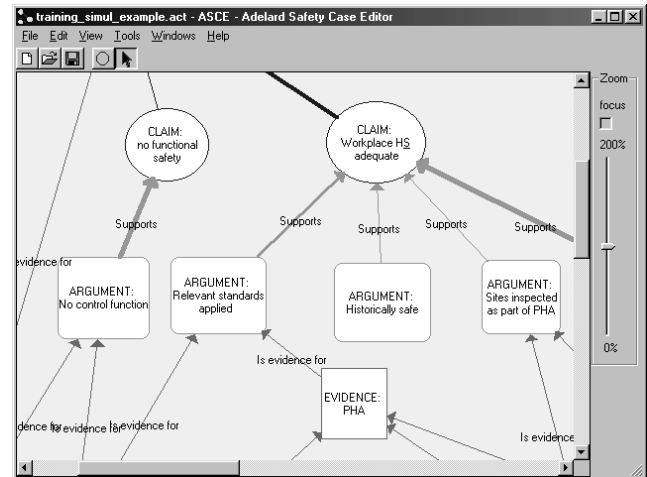 training_simul_example.act - ASCE - Adelard Safety Case Editor
File Edit View Tools Windows Help
Zoom
focus
200%
0%
CLAIM:
no functional
safety
CLAIM:
Workplace HS
adequate
Supports
Supports
Supports
Supports
Supports
evidence for
ARGUMENT:
No control function
ARGUMENT:
Relevant standards
applied
ARGUMENT:
Historically safe
ARGUMENT:
Sites inspected
as part of PHA
Is evidence for
EVIDENCE:
PHA
dence for
Is evidence for
Is evidence for
Is evidence